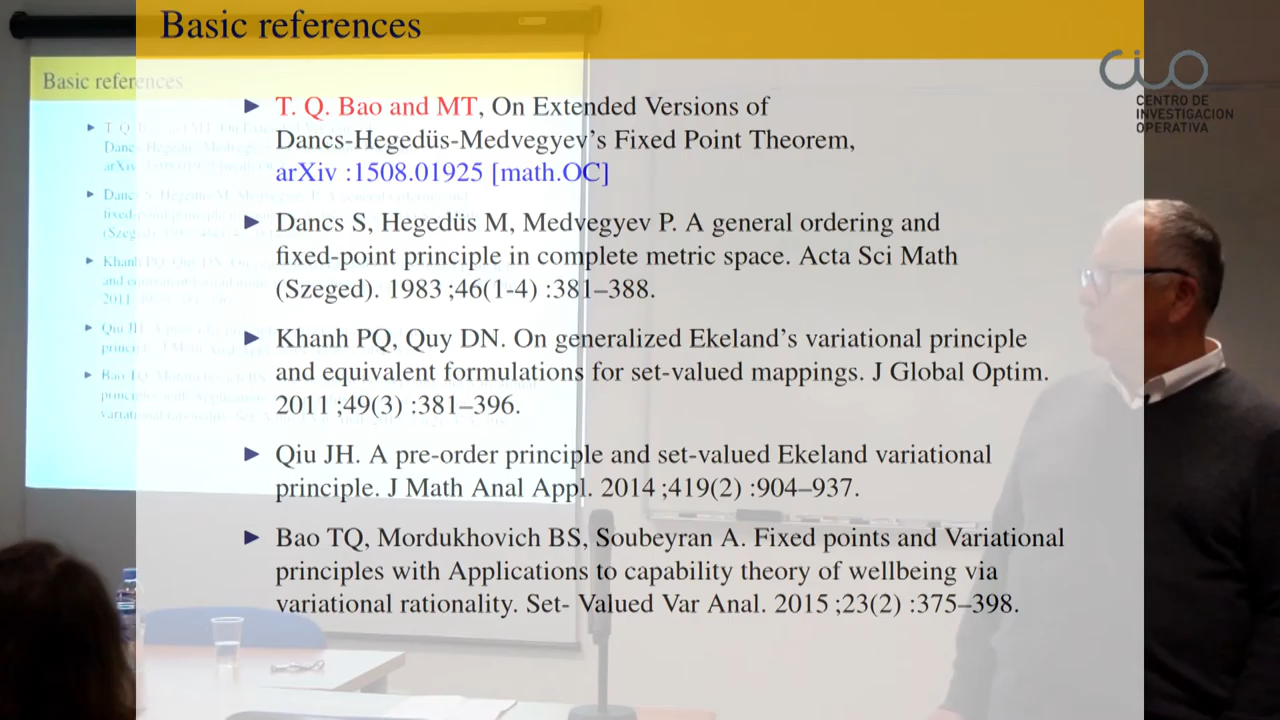 Basic references
T. Q. Bao and MT, On Extended Versions of
Dancs-Hegedüs-Medvegyev's Fixed Point Theorem,
arXiv :1508.01925 [math.OC]
Dancs S, Hegedüs M, Medvegyev P. A general ordering and
fixed-point principle in complete metric space. Acta Sci Math
(Szeged). 1983 ;46(1-4) :381–388.
Khanh PQ, Quy DN. On generalized Ekeland's variational principle
and equivalent formulations for set-valued mappings. J Global Optim.
2011 ;49(3) :381–396.
Qiu JH. A pre-order principle and set-valued Ekeland variational
principle. J Math Anal Appl. 2014 ;419(2) :904–937.
Bao TQ, Mordukhovich BS, Soubeyran A. Fixed points and Variational
principles with Applications to capability theory of wellbeing via
variational rationality. Set- Valued Var Anal. 2015 ;23(2) :375–398.
Basic references
cio
CENTRO DE
INVESTIGACION
OPERATIVA